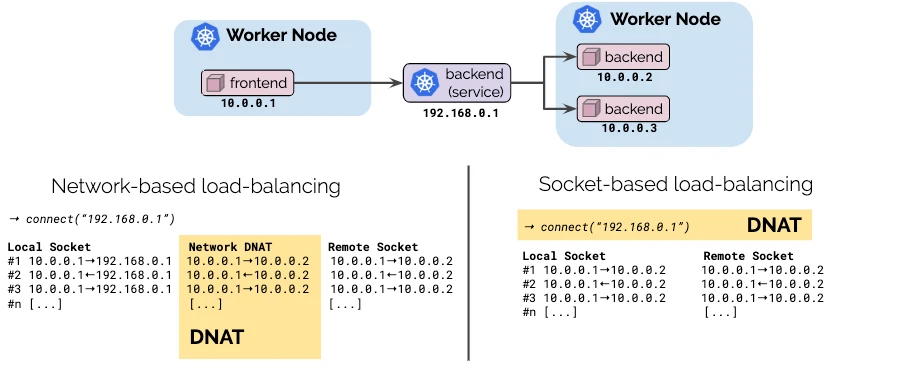 Worker Node
frontend
10.0.0.1
backend
(service)
192.168.0.1
Worker Node
backend
10.0.0.2
backend
10.0.0.3
Network-based load-balancing
→ connect("192.168.0.1")
Local Socket
#1 10.0.0.1→192.168.0.1
#2 10.0.0.1←192.168.0.1
#3 10.0.0.1→192.168.0.1
#n [...]
Network DNAT
10.0.0.1→10.0.0.2
10.0.0.1←10.0.0.2
10.0.0.1→10.0.0.2
[...]
DNAT
Remote Socket
10.0.0.1→10.0.0.2
10.0.0.1←10.0.0.2
10.0.0.1→10.0.0.2
[...]
Socket-based load-balancing
→ connect("192.168.0.1") DNAT
Local Socket
#1 10.0.0.1→10.0.0.2
#2 10.0.0.1←10.0.0.2
#3 10.0.0.1→10.0.0.2
#n [...]
Remote Socket
10.0.0.1→10.0.0.2
10.0.0.1←10.0.0.2
10.0.0.1→10.0.0.2
[...]